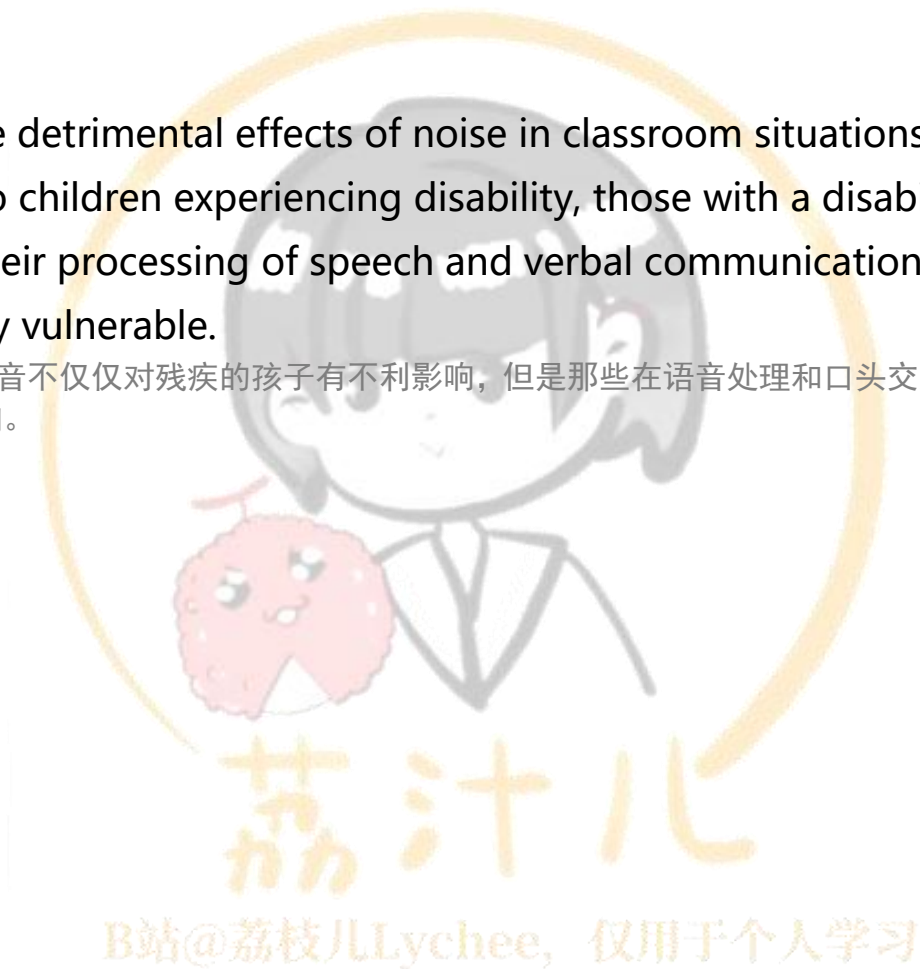 e detrimental effects of noise in classroom situations
o children experiencing disability, those with a disab
eir processing of speech and verbal communication
y vulnerable.
音不仅仅对残疾的孩子有不利影响，但是那些在语音处理和口头交
。
荔汁儿
B站@荔枝儿Lychee，仅用于个人学习